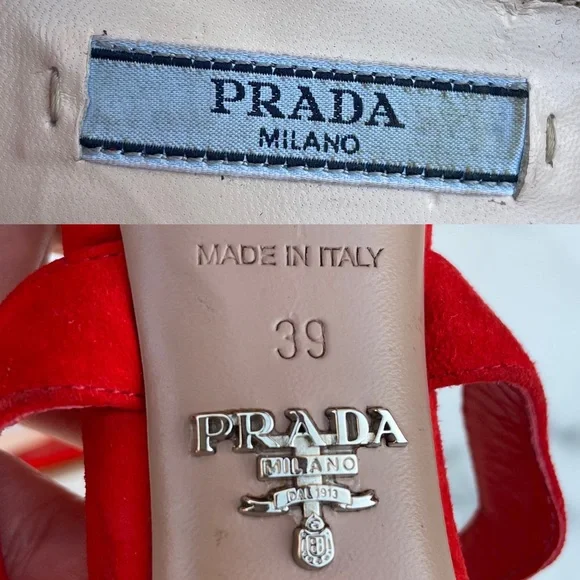 PRADA
MILANO
MADE IN ITALY
39
PRADA
MILANO
DAL 1913